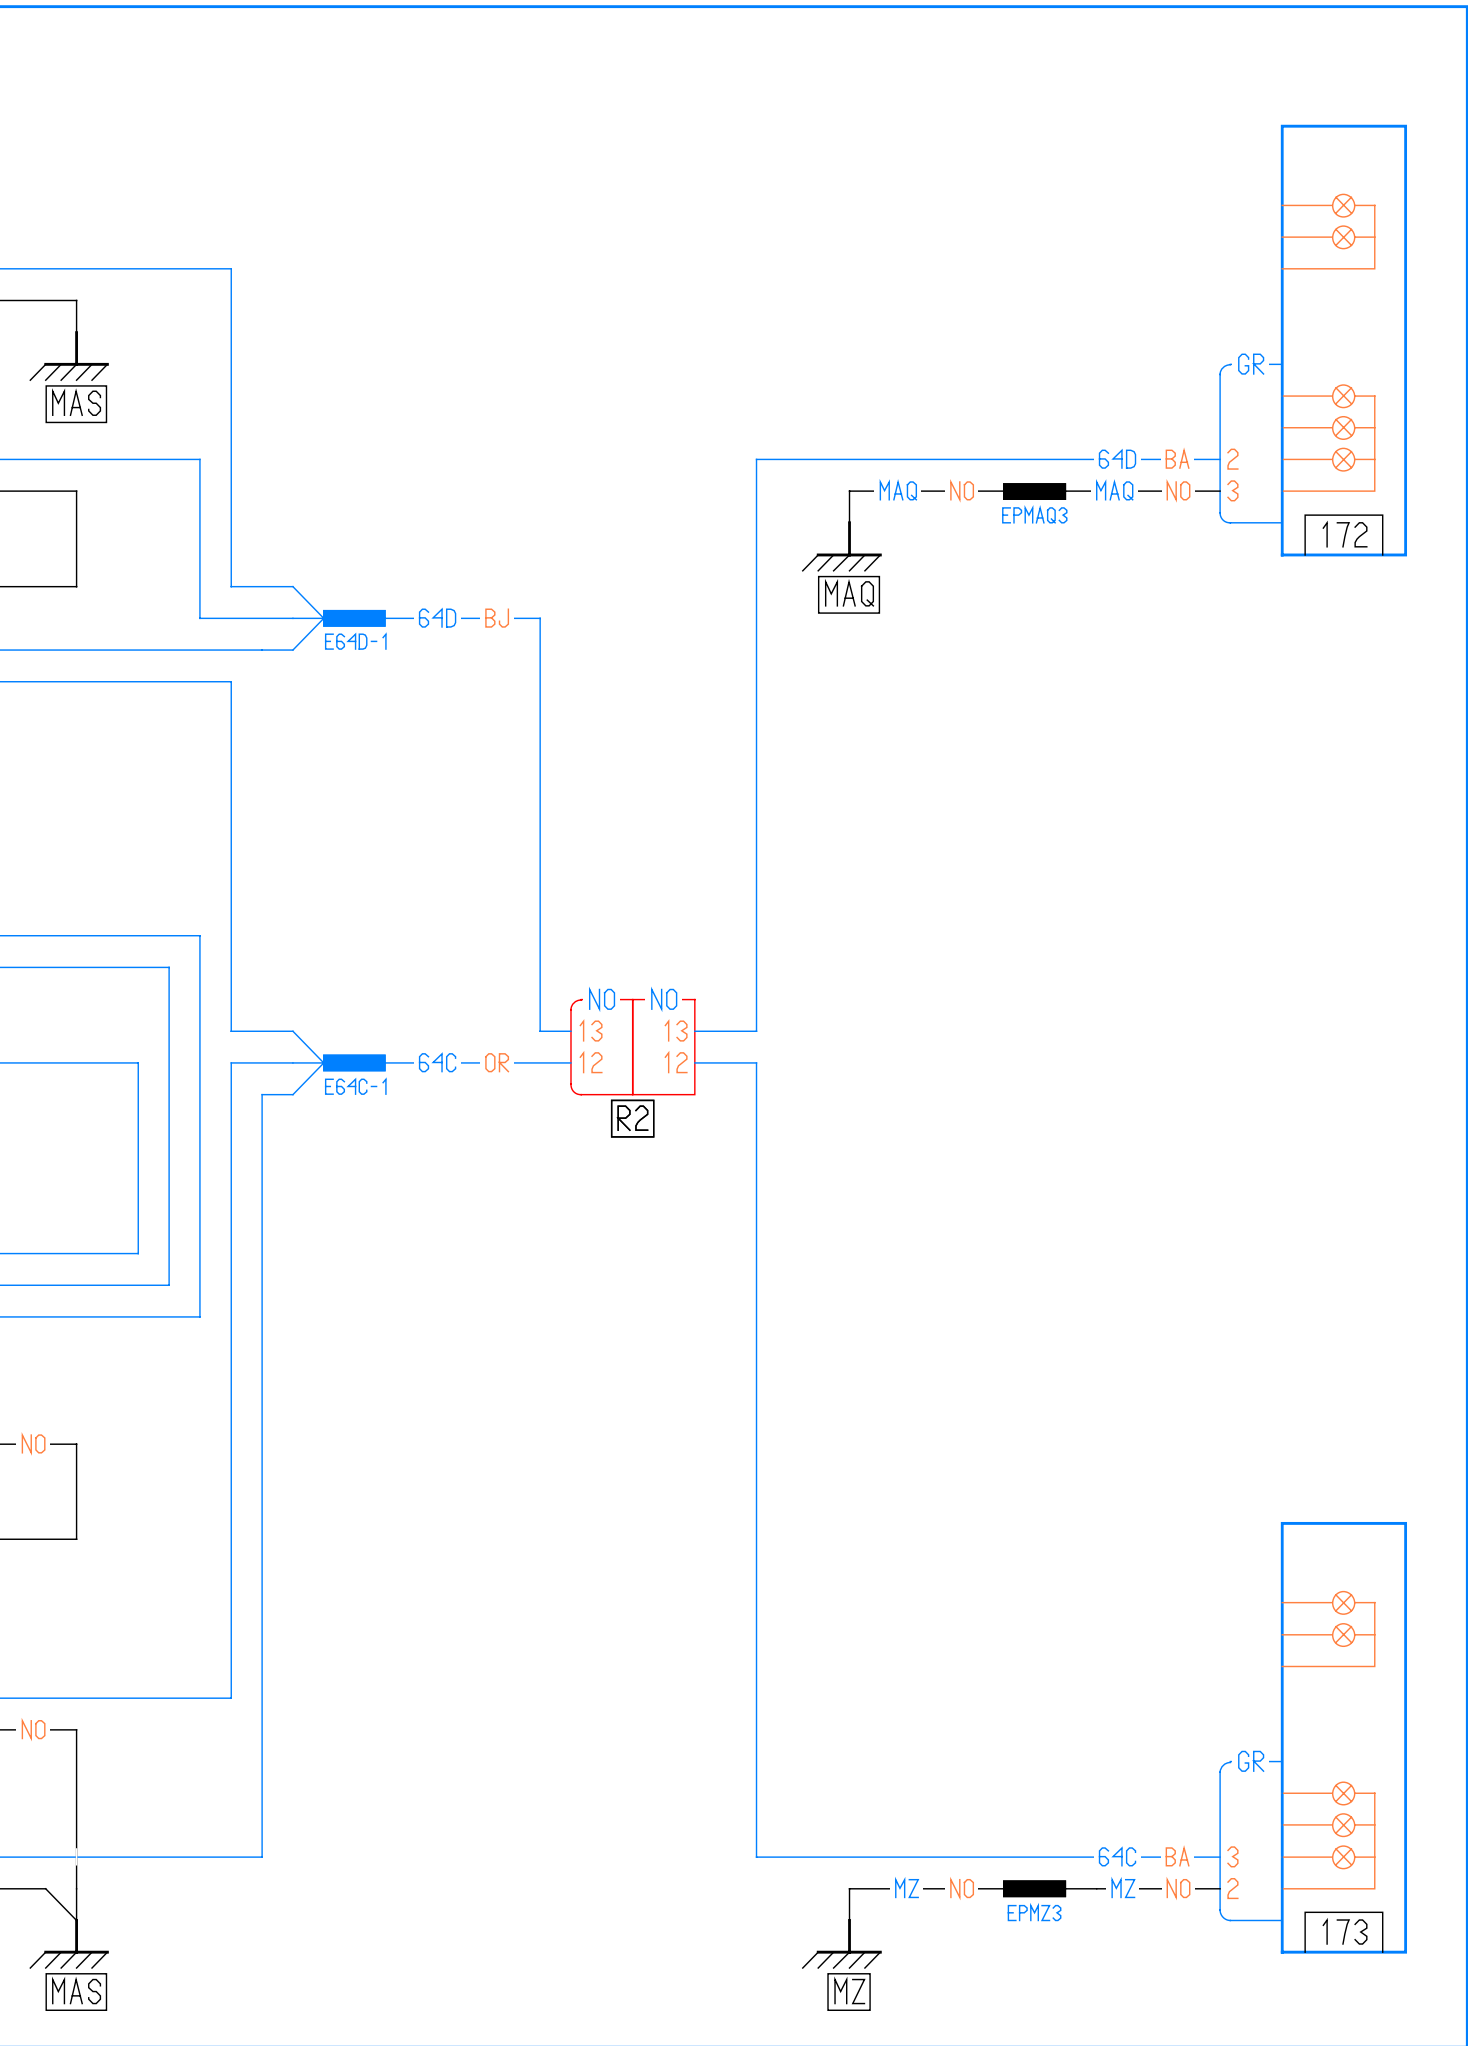 MAS
GR
64D BA 2
MAQ NO MAQ NO 3
EPMAQ3
172
MAQ
64D BJ
E64D-1
NO NO
13 13
64C OR 12 12
E64C-1
R2
NO
NO
GR
64C BA 3
MZ NO MZ NO 2
EPMZ3
173
MAS
MZ